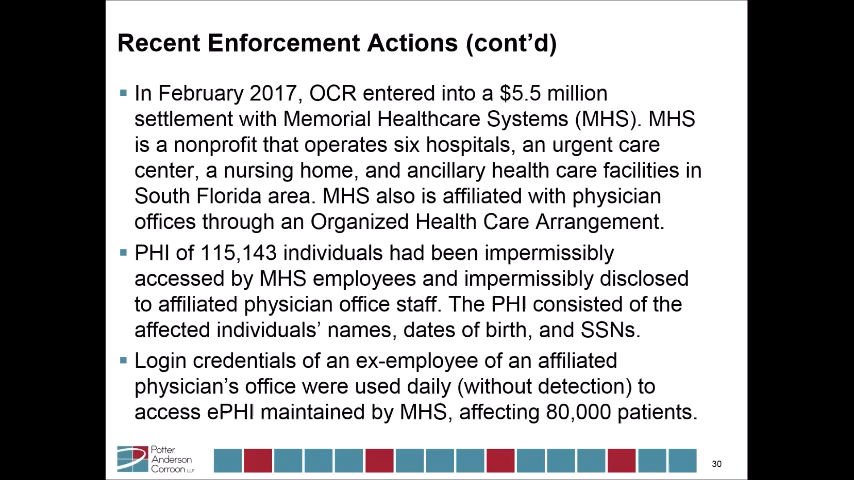 Recent Enforcement Actions (cont’d)
▪ In February 2017, OCR entered into a $5.5 million
settlement with Memorial Healthcare Systems (MHS). MHS
is a nonprofit that operates six hospitals, an urgent care
center, a nursing home, and ancillary health care facilities in
South Florida area. MHS also is affiliated with physician
offices through an Organized Health Care Arrangement.
▪ PHI of 115,143 individuals had been impermissibly
accessed by MHS employees and impermissibly disclosed
to affiliated physician office staff. The PHI consisted of the
affected individuals’ names, dates of birth, and SSNs.
▪ Login credentials of an ex-employee of an affiliated
physician’s office were used daily (without detection) to
access ePHI maintained by MHS, affecting 80,000 patients.
Potter
Anderson
Corroon LLP
30